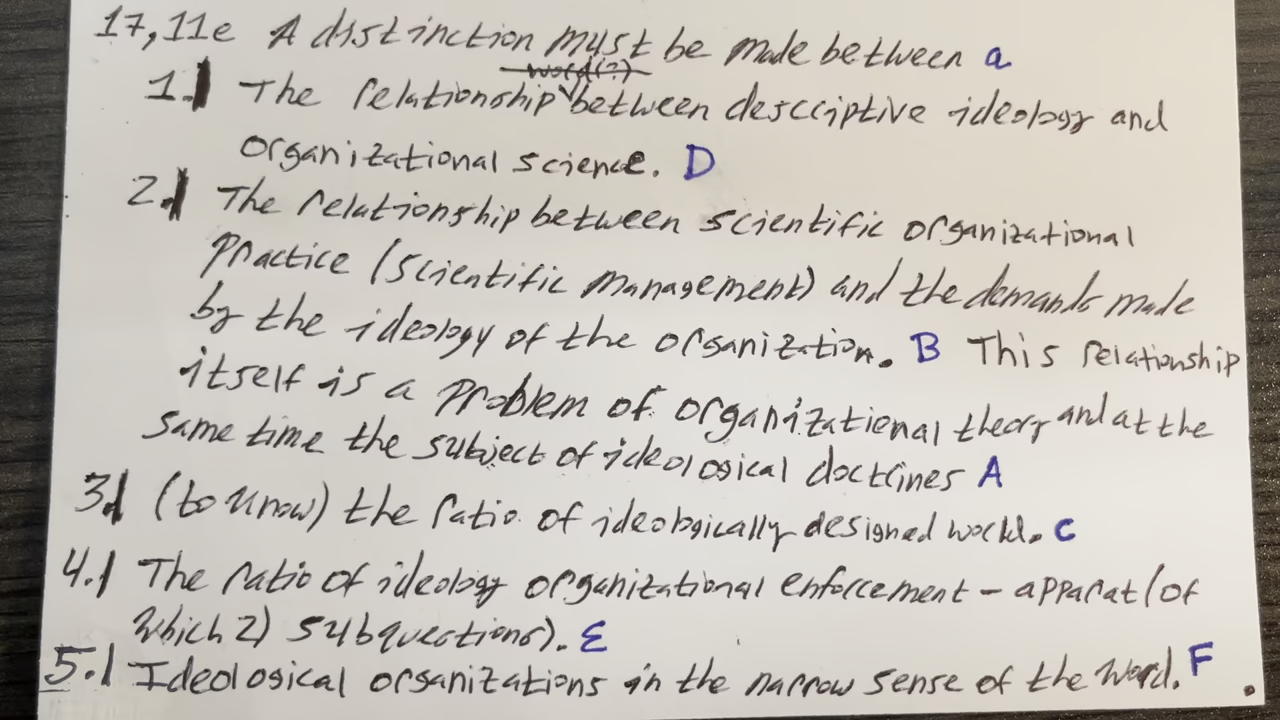 17,11e A distinction must be made between a
word(?)
1. The relationship between descriptive ideology and
organizational science. D
2. The relationship between scientific organizational
practice (scientific management) and the demands made
by the ideology of the organization. B This relationship
itself is a problem of organizational theory and at the
same time the subject of ideological doctrines A
3. (to know) the ratio of ideologically designed world. C
4. The ratio of ideology organizational enforcement - apparat (of
which 2) subquestions). E
5. Ideological organizations in the narrow sense of the word. F